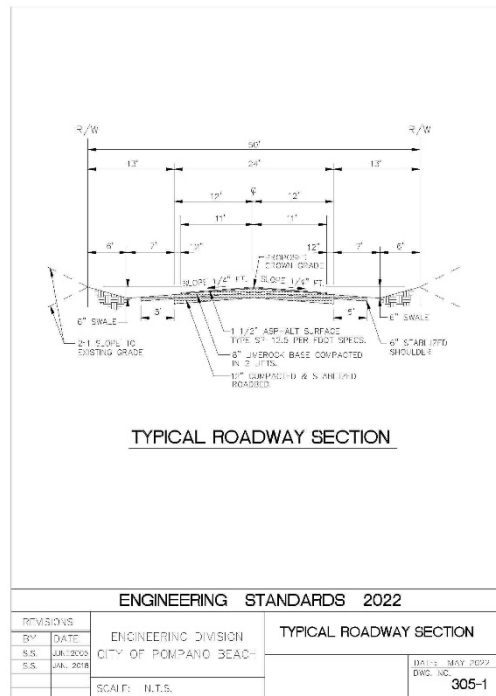 R/W
R/W
50'
13'
24'
13'
12'
12'
11'
11'
6'
7'
12"
12"
7'
6'
PROPOSED
CROWN GRADE
SLOPE 1/4" FT.
SLOPE 1/4" FT.
6" SWALE
6" SWALE
2:1 SLOPE TO
EXISTING GRADE
1 1/2" ASPHALT SURFACE
TYPE SP-12.5 PER FDOT SPECS.
8" LIMEROCK BASE COMPACTED
IN 2 LIFTS.
12" COMPACTED & STABILIZED
ROADBED
6" STABLIZED
SHOULDER
TYPICAL ROADWAY SECTION
ENGINEERING STANDARDS 2022
REVISIONS
BY DATE
S.S. JUNE 2005
S.S. JAN. 2018
ENGINEERING DIVISION
CITY OF POMPANO BEACH
SCALE: N.T.S.
TYPICAL ROADWAY SECTION
DATE: MAY 2022
DWG. NO.
305-1